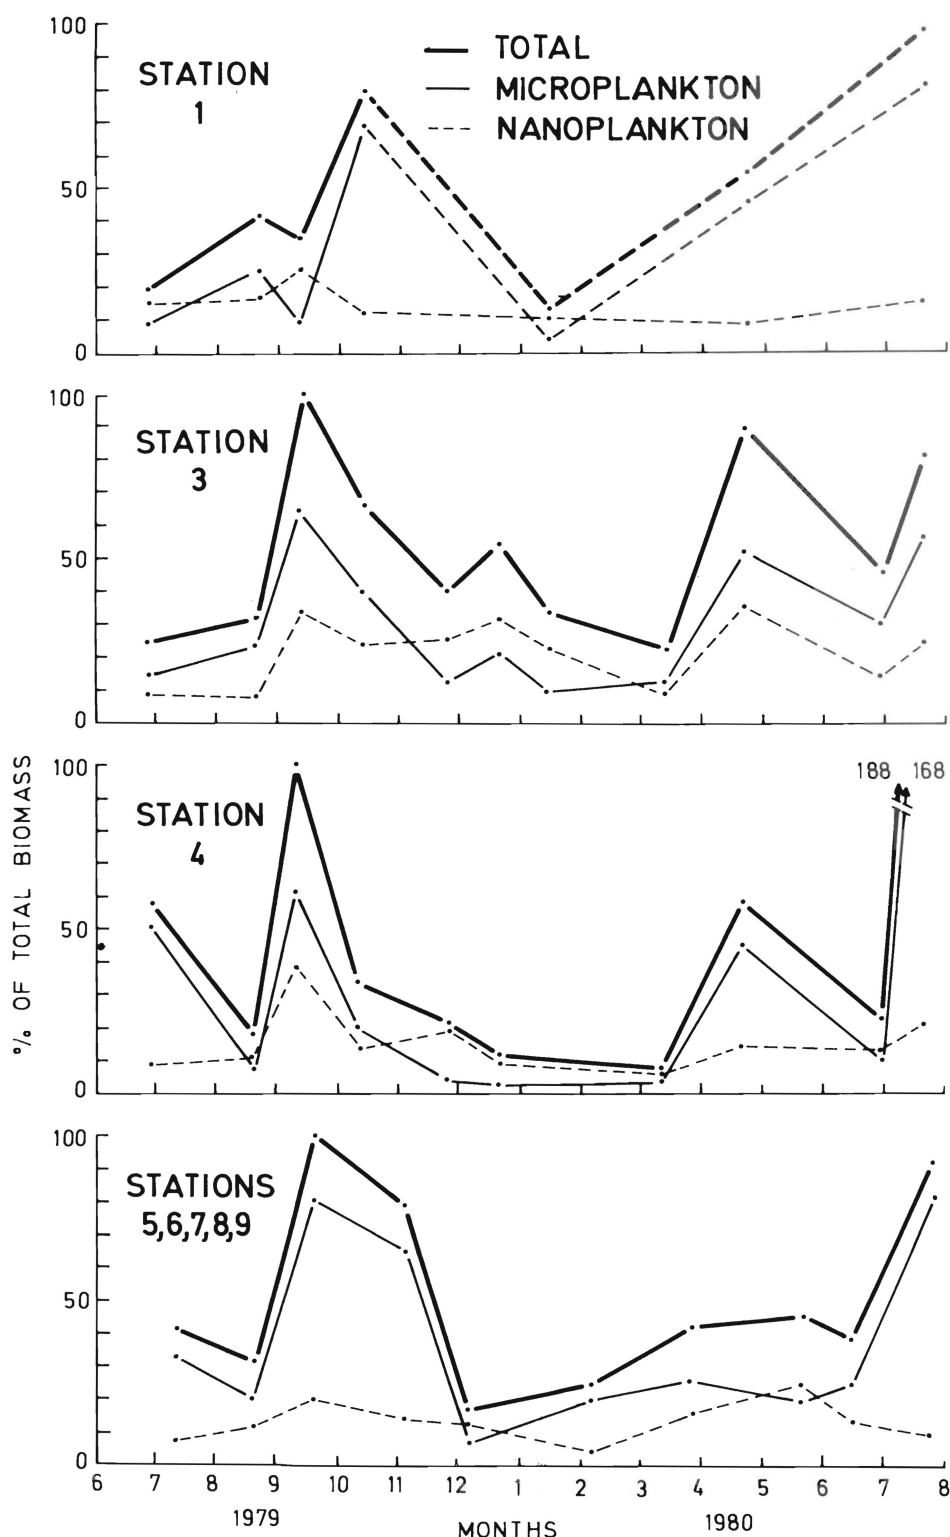 100
50
0
STATION
1
TOTAL
MICROPLANKTON
NANOPLANKTON
100
50
0
STATION
3
% OF TOTAL BIOMASS
100
50
0
STATION
4
188 168
100
50
0
STATIONS
5,6,7,8,9
6 7 8 9 10 11 12 1 2 3 4 5 6 7 8
1979 1980
MONTHS